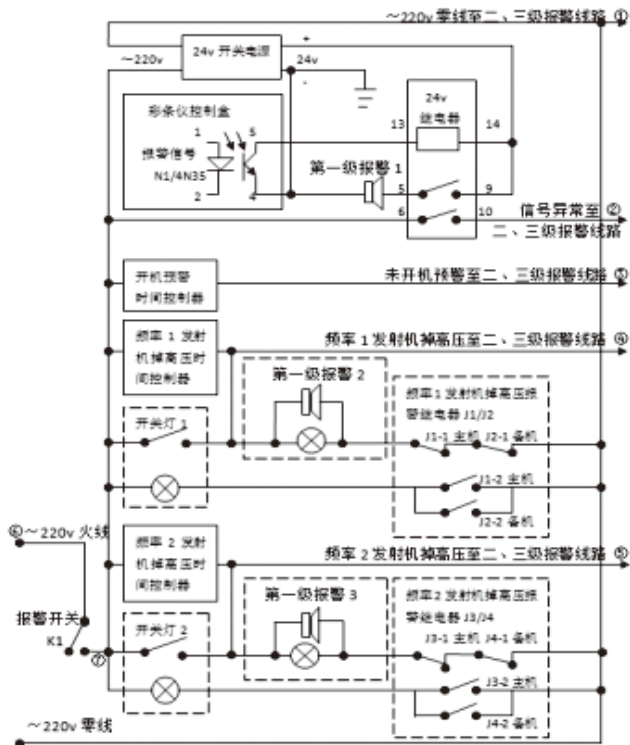 ～220v 零线至二、三级报警线路 ①
～220v
24v 开关电源
+
24v
-
彩条仪控制盒
1
5
报警信号
N1/4N35
2
4
第一级报警 1
24v
继电器
13
14
5
9
6
10
信号异常至 ②
二、三级报警线路
开机预警
时间控制器
未开机预警至二、三级报警线路 ③
频率 1 发射
机掉高压时
间控制器
频率 1 发射机掉高压至二、三级报警线路 ④
第一级报警 2
频率1 发射机掉高压报
警继电器 J1/J2
开关灯 1
J1-1 主机 J2-1 备机
J1-2 主机
J2-2 备机
⑥～220v 火线
频率 2 发射
机掉高压时
间控制器
频率 2 发射机掉高压至二、三级报警线路 ⑤
第一级报警 3
频率2 发射机掉高压报
警继电器 J3/J4
报警开关
K1
⑦
开关灯 2
J3-1 主机 J4-1 备机
J3-2 主机
J4-2 备机
～220v 零线